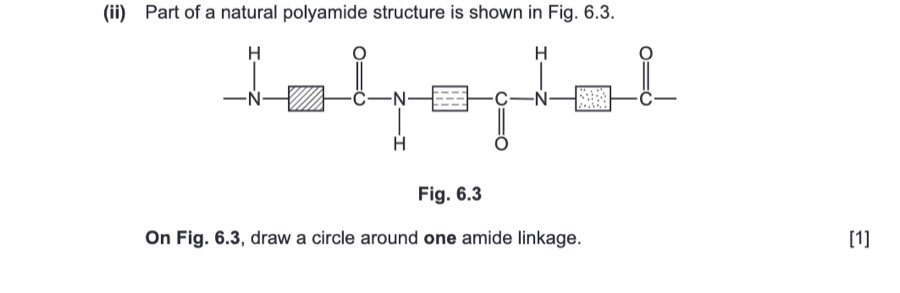 (ii) Part of a natural polyamide structure is shown in Fig. 6.3.
H O H O
—N— —C—N— —C—N— —C—
H O
Fig. 6.3
On Fig. 6.3, draw a circle around one amide linkage. [1]